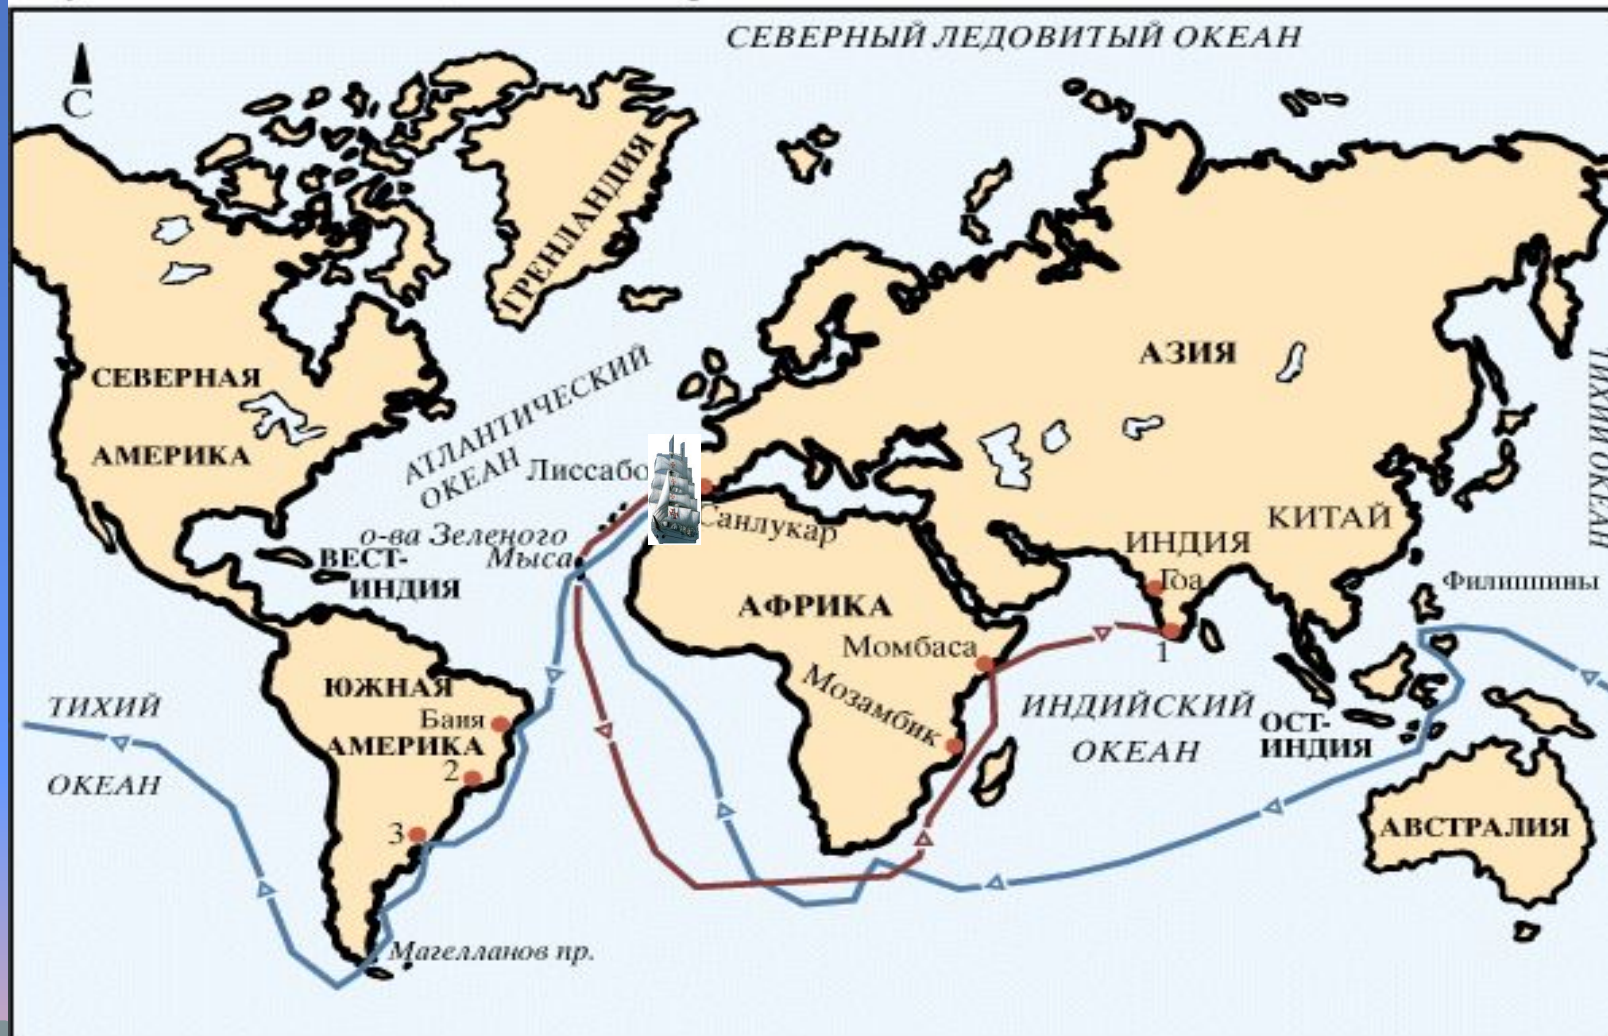 СЕВЕРНЫЙ ЛЕДОВИТЫЙ ОКЕАН
С
ГРЕНЛАНДИЯ
СЕВЕРНАЯ
АМЕРИКА
АТЛАНТИЧЕСКИЙ
ОКЕАН
АЗИЯ
ТИХИЙ ОКЕАН
Лиссабо
Санлукар
КИТАЙ
о-ва Зеленого
Мыса
ВЕСТ-
ИНДИЯ
ИНДИЯ
Гоа
Филиппины
АФРИКА
Момбаса
1
Мозамбик
ЮЖНАЯ
АМЕРИКА
Баия
2
3
ТИХИЙ
ОКЕАН
ИНДИЙСКИЙ
ОКЕАН
ОСТ-
ИНДИЯ
АВСТРАЛИЯ
Магелланов пр.